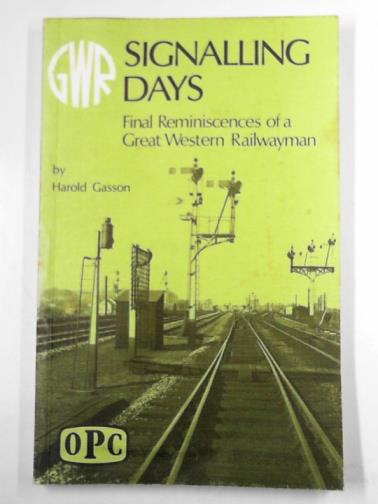 GWR
SIGNALLING
DAYS
Final Reminiscences of a
Great Western Railwayman
by
Harold Gasson
OPC